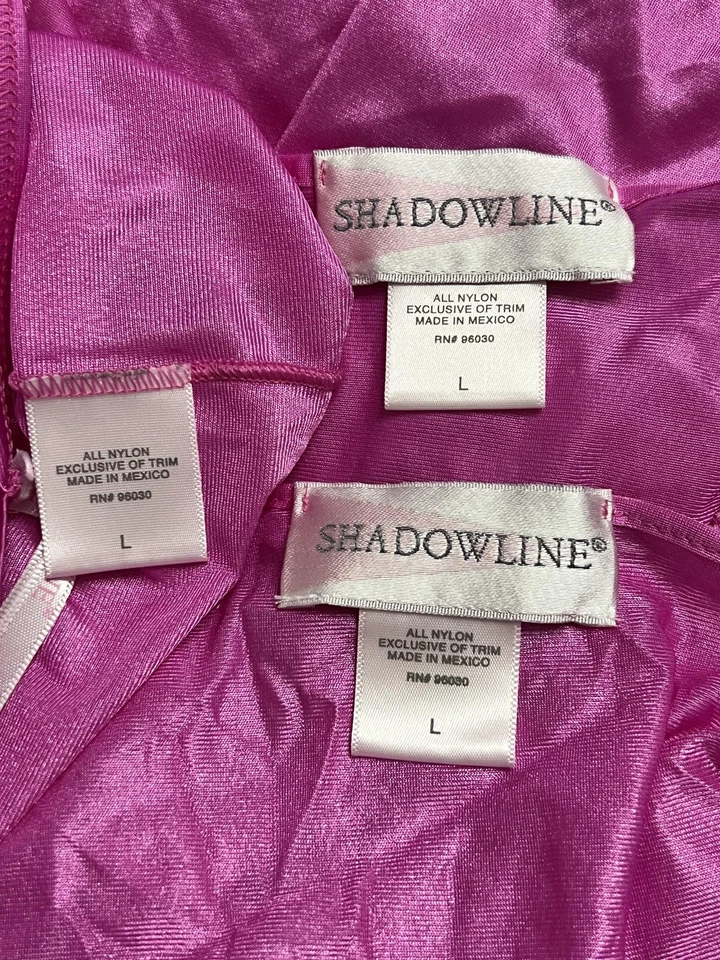 SHADOWLINE®
ALL NYLON
EXCLUSIVE OF TRIM
MADE IN MEXICO
RN# 96030
L
ALL NYLON
EXCLUSIVE OF TRIM
MADE IN MEXICO
RN# 96030
L
SHADOWLINE®
ALL NYLON
EXCLUSIVE OF TRIM
MADE IN MEXICO
RN# 96030
L